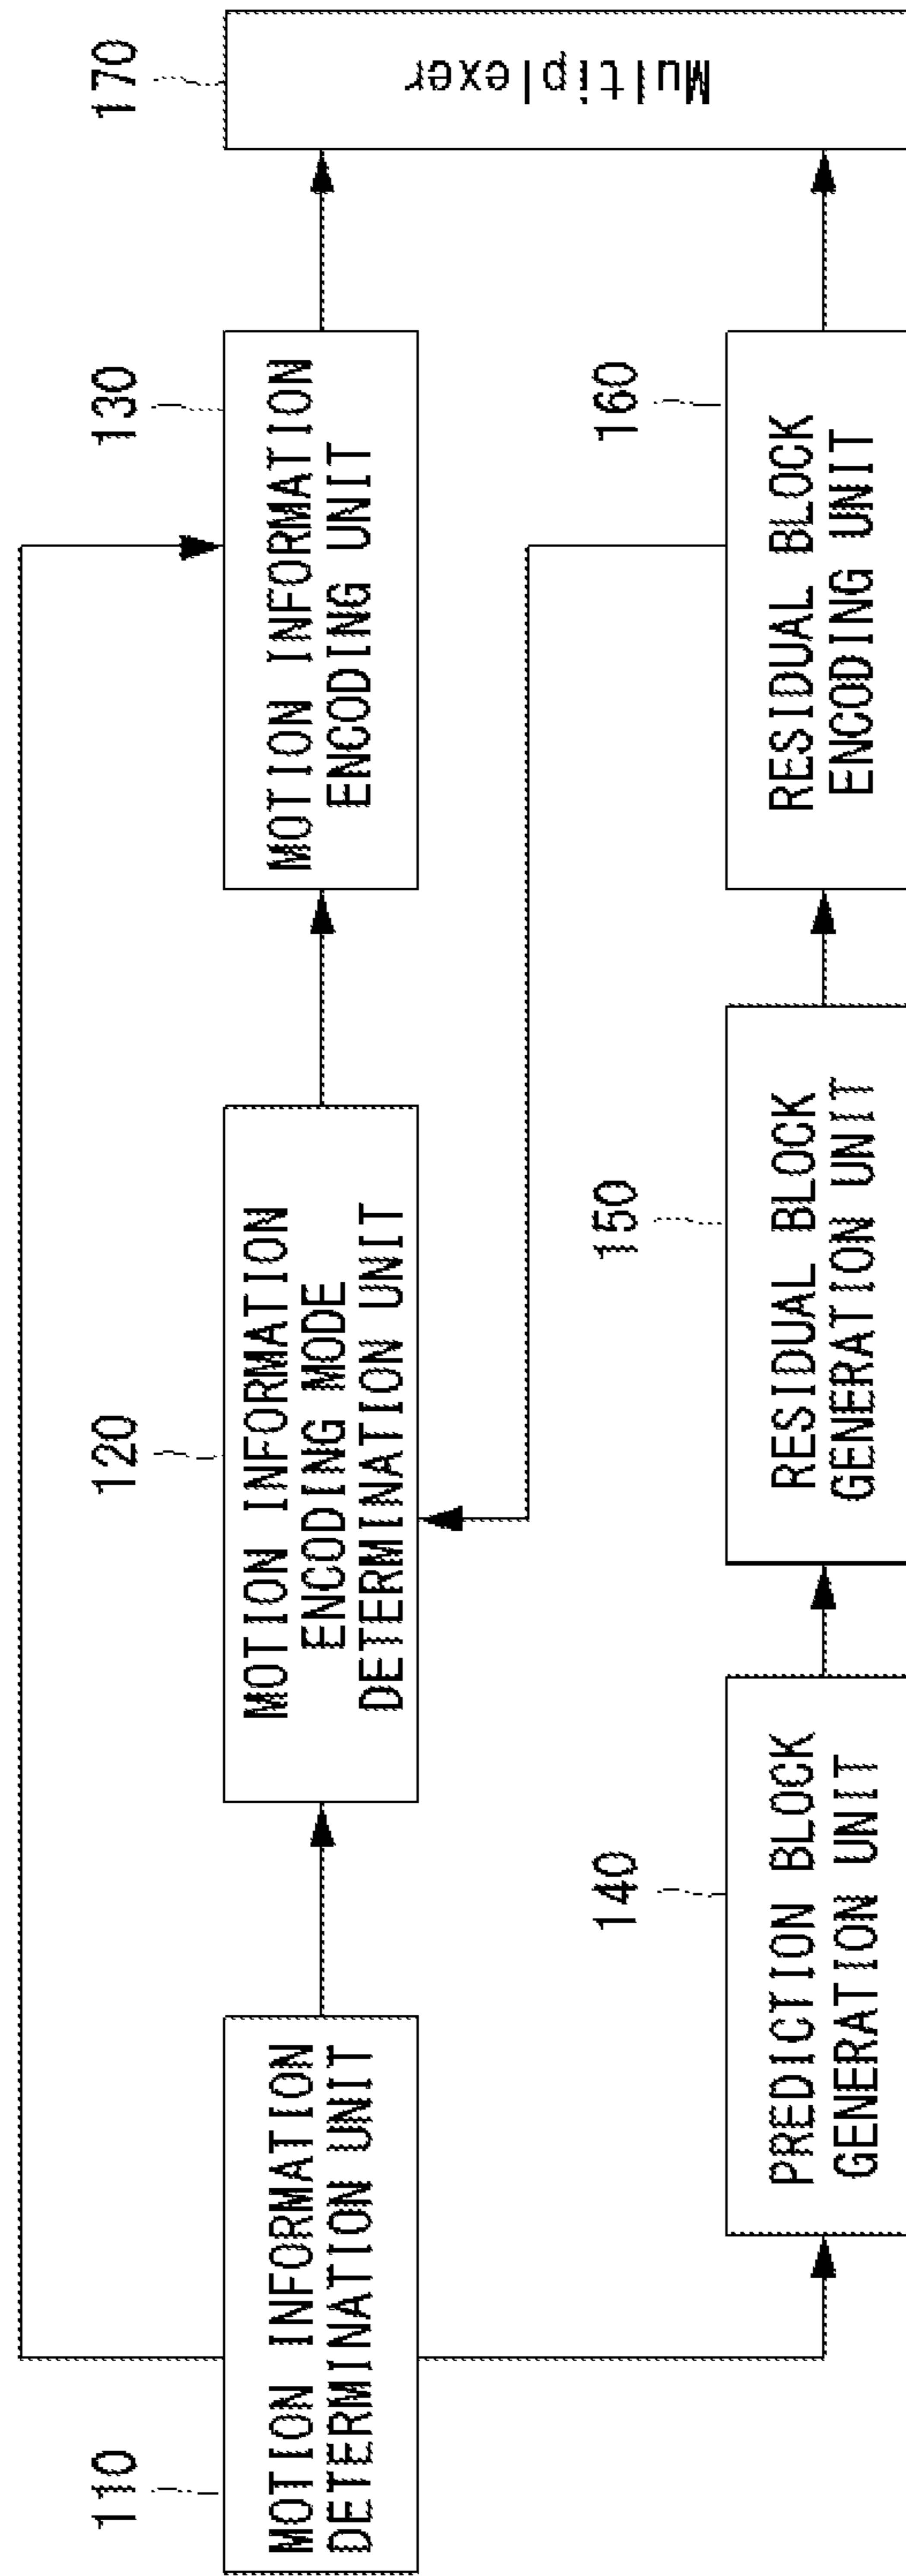 110
MOTION INFORMATION
DETERMINATION UNIT
120
MOTION INFORMATION
ENCODING MODE
DETERMINATION UNIT
130
MOTION INFORMATION
ENCODING UNIT
170
Multiplexer
140
PREDICTION BLOCK
GENERATION UNIT
150
RESIDUAL BLOCK
GENERATION UNIT
160
RESIDUAL BLOCK
ENCODING UNIT